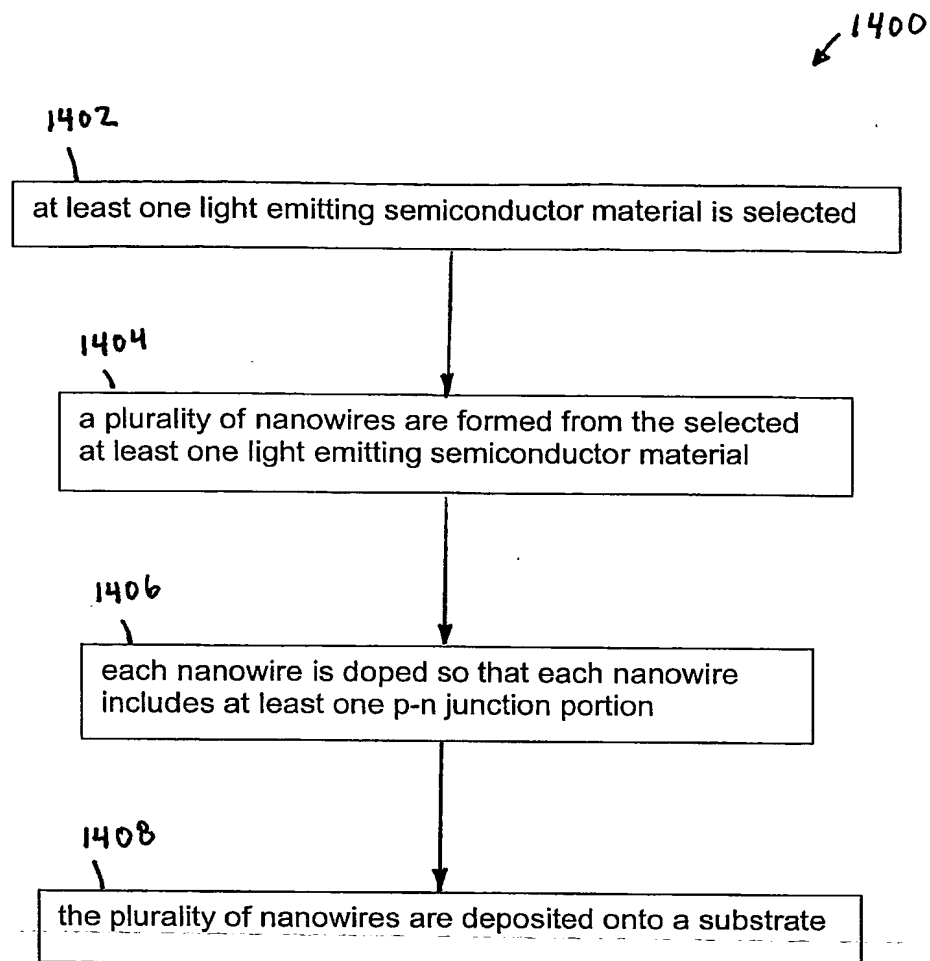 1400
1402
at least one light emitting semiconductor material is selected
1404
a plurality of nanowires are formed from the selected
at least one light emitting semiconductor material
1406
each nanowire is doped so that each nanowire
includes at least one p-n junction portion
1408
the plurality of nanowires are deposited onto a substrate